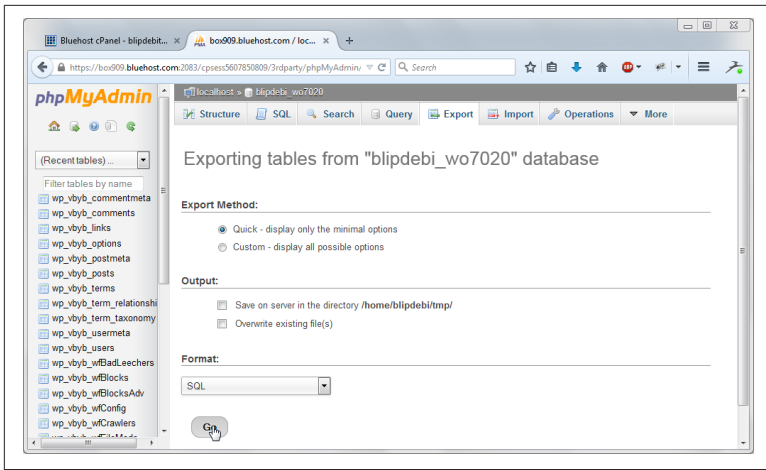 Bluehost cPanel - blipdebit...
box909.bluehost.com / loc...
https://box909.bluehost.com:2083/cpsess5607850809/3rdparty/phpMyAdmin/
Search
phpMyAdmin
(Recent tables) ...
Filter tables by name
wp_vbyb_commentmeta
wp_vbyb_comments
wp_vbyb_links
wp_vbyb_options
wp_vbyb_postmeta
wp_vbyb_posts
wp_vbyb_terms
wp_vbyb_term_relationshi
wp_vbyb_term_taxonomy
wp_vbyb_usermeta
wp_vbyb_users
wp_vbyb_wfBadLeechers
wp_vbyb_wfBlocks
wp_vbyb_wfBlocksAdv
wp_vbyb_wfConfig
wp_vbyb_wfCrawlers
localhost » blipdebi_wo7020
Structure SQL Search Query Export Import Operations More
Exporting tables from "blipdebi_wo7020" database
Export Method:
Quick - display only the minimal options
Custom - display all possible options
Output:
Save on server in the directory /home/blipdebi/tmp/
Overwrite existing file(s)
Format:
SQL
Go